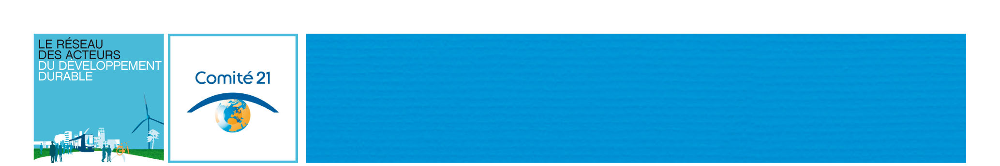 LE RÉSEAU
DES ACTEURS
DU DÉVELOPPEMENT
DURABLE
Comité 21